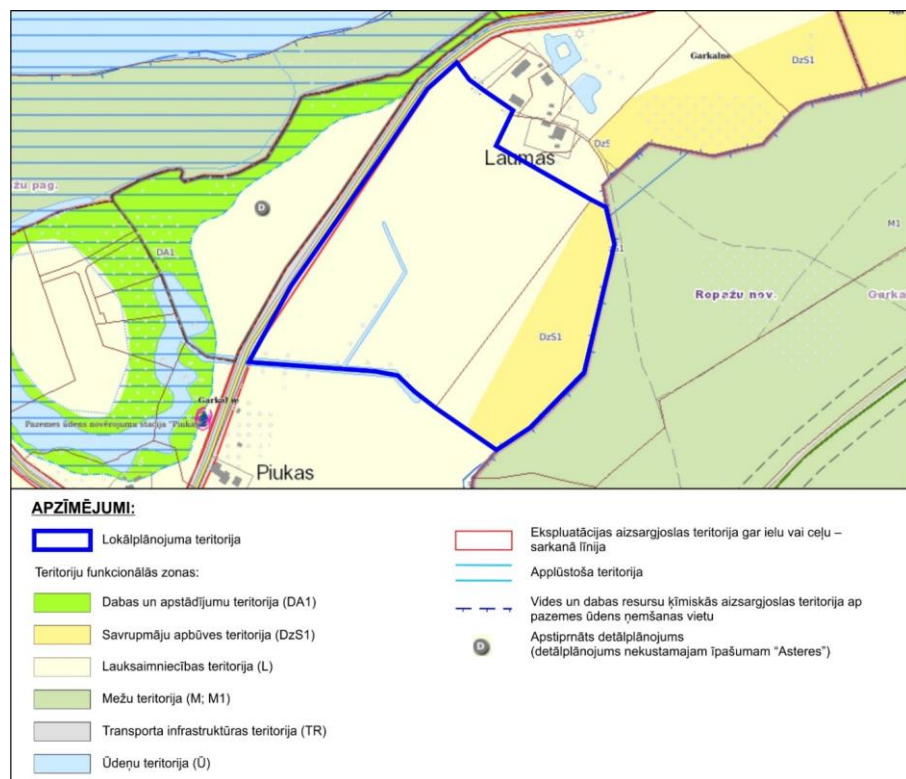 Garkalne
DzS1
Laumas
DzS
žu pag.
M1
DA1
Ropažu nov.
Garka
DzS1
Garkalne
Pazemes ūdens novērojumu stacija "Piukas
Piukas
APZĪMĒJUMI:
Lokālplānojuma teritorija
Teritoriju funkcionālās zonas:
Dabas un apstādījumu teritorija (DA1)
Savrupmāju apbūves teritorija (DzS1)
Lauksaimniecības teritorija (L)
Mežu teritorija (M; M1)
Transporta infrastruktūras teritorija (TR)
Ūdeņu teritorija (Ū)
Ekspluatācijas aizsargjoslas teritorija gar ielu vai ceļu –
sarkanā līnija
Applūstoša teritorija
Vides un dabas resursu ķīmiskās aizsargjoslas teritorija ap
pazemes ūdens ņemšanas vietu
D
Apstiprināts detālplānojums
(detālplānojums nekustamajam īpašumam “Asteres”)